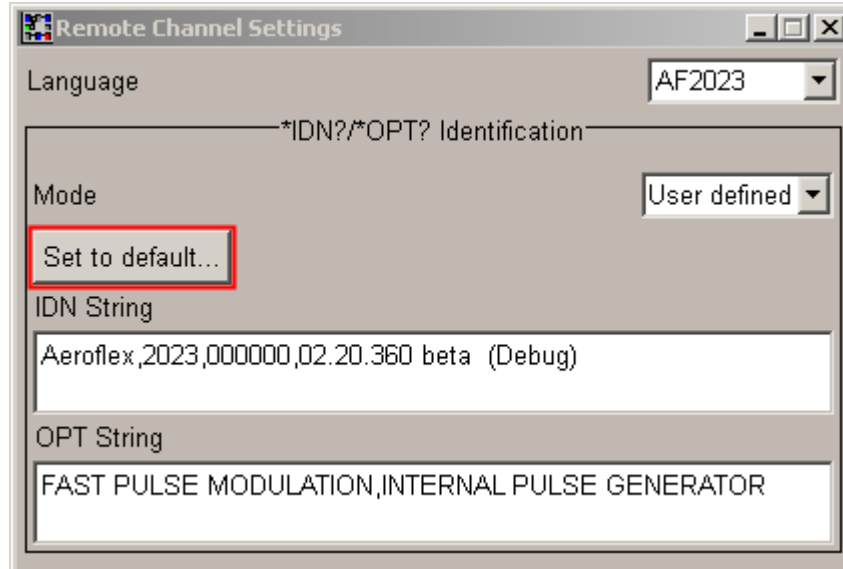 Remote Channel Settings
Language
AF2023
*IDN?/*OPT? Identification
Mode
User defined
Set to default...
IDN String
Aeroflex,2023,000000,02.20.360 beta  (Debug)
OPT String
FAST PULSE MODULATION,INTERNAL PULSE GENERATOR